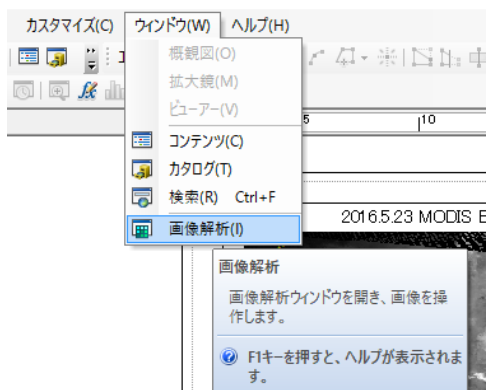 カスタマイズ(C) ウィンドウ(W) ヘルプ(H)
概観図(O)
拡大鏡(M)
ビューアー(V)
コンテンツ(C)
カタログ(T)
検索(R) Ctrl+F
画像解析(I)
5 10
2016.5.23 MODIS
画像解析
画像解析ウィンドウを開き、画像を操
作します。
F1キーを押すと、ヘルプが表示されま
す。